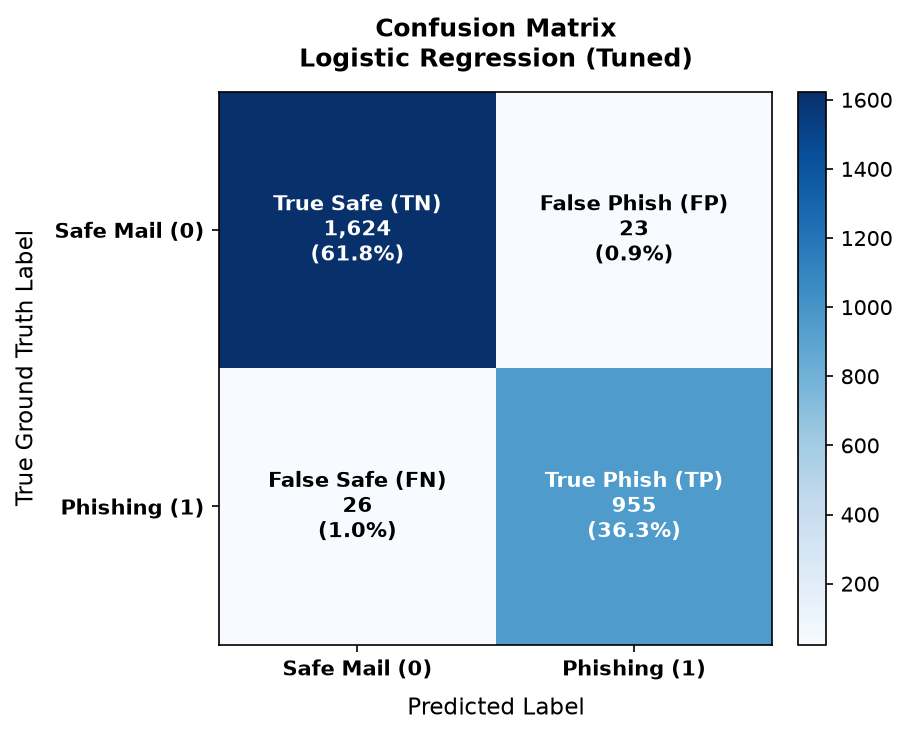 Confusion Matrix
Logistic Regression (Tuned)
True Ground Truth Label
Safe Mail (0)
Phishing (1)
True Safe (TN)
1,624
(61.8%)
False Phish (FP)
23
(0.9%)
False Safe (FN)
26
(1.0%)
True Phish (TP)
955
(36.3%)
Safe Mail (0)
Phishing (1)
Predicted Label
1600
1400
1200
1000
800
600
400
200